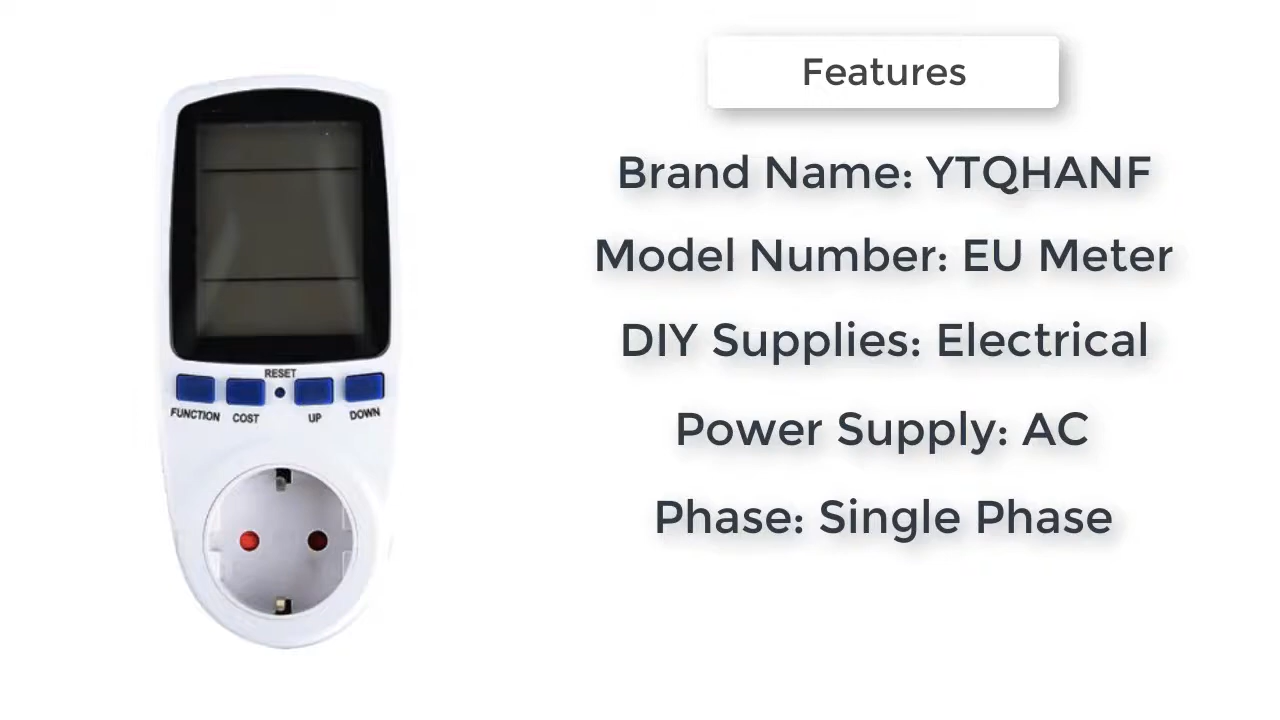 Features
Brand Name: YTQHANF
Model Number: EU Meter
DIY Supplies: Electrical
Power Supply: AC
Phase: Single Phase
RESET
FUNCTION COST UP DOWN